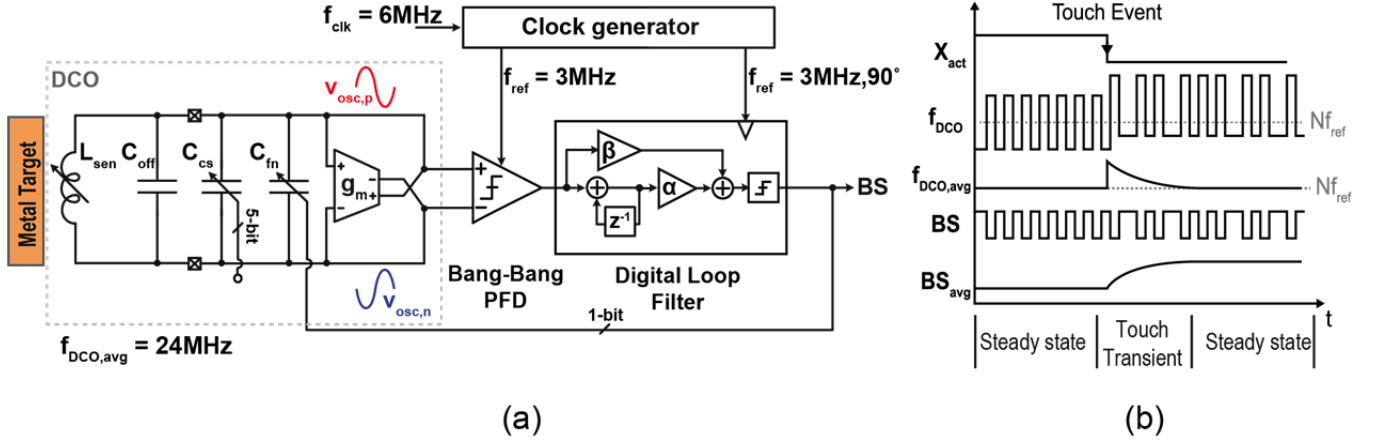 f_clk = 6MHz
Clock generator
f_ref = 3MHz
f_ref = 3MHz,90°
DCO
v_osc,p
Metal Target
L_sen
C_off
C_cs
C_fn
5-bit
+
-
g_m
-
+
v_osc,n
f_DCO,avg = 24MHz
+
-
Bang-Bang
PFD
β
+
α
+
z⁻¹
BS
Digital Loop
Filter
1-bit
(a)
Touch Event
X_act
f_DCO
Nf_ref
f_DCO,avg
Nf_ref
BS
BS_avg
t
Steady state
Touch
Transient
Steady state
(b)